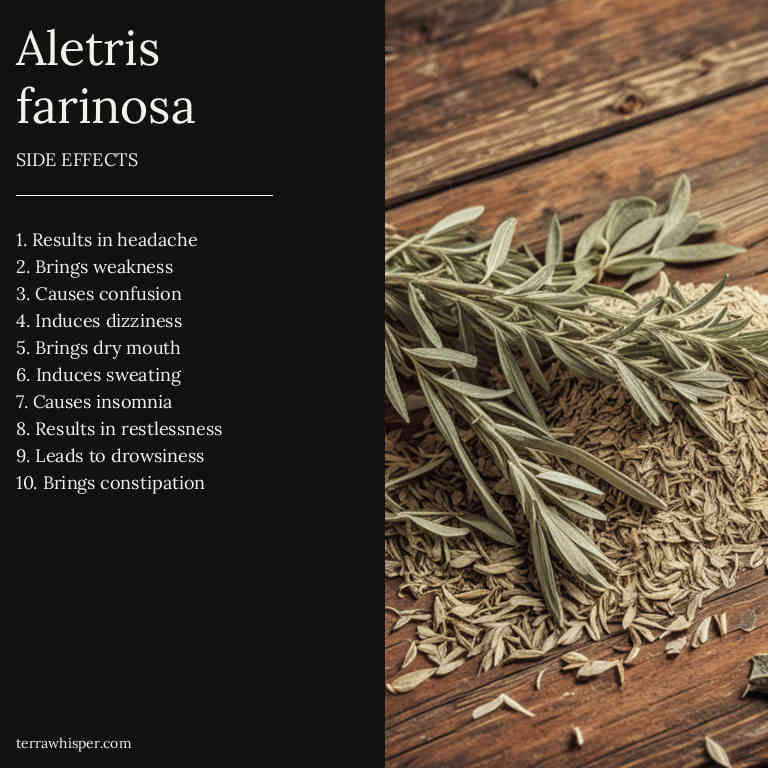 Aletris
farinosa
SIDE EFFECTS
1. Results in headache
2. Brings weakness
3. Causes confusion
4. Induces dizziness
5. Brings dry mouth
6. Induces sweating
7. Causes insomnia
8. Results in restlessness
9. Leads to drowsiness
10. Brings constipation
terrawhisper.com